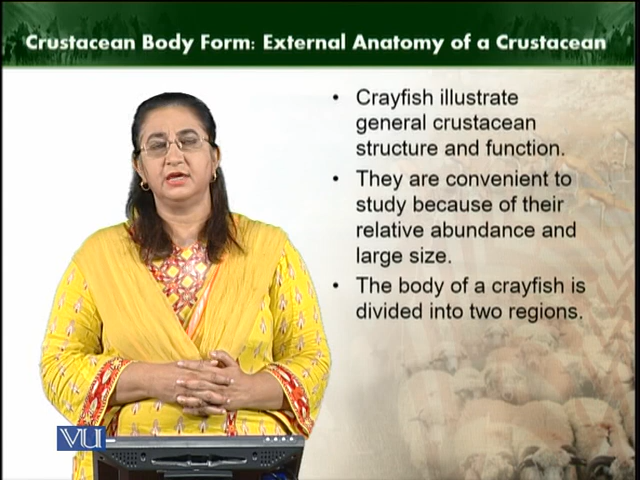 Crustacean Body Form: External Anatomy of a Crustacean
• Crayfish illustrate
general crustacean
structure and function.
• They are convenient to
study because of their
relative abundance and
large size.
• The body of a crayfish is
divided into two regions.
VU